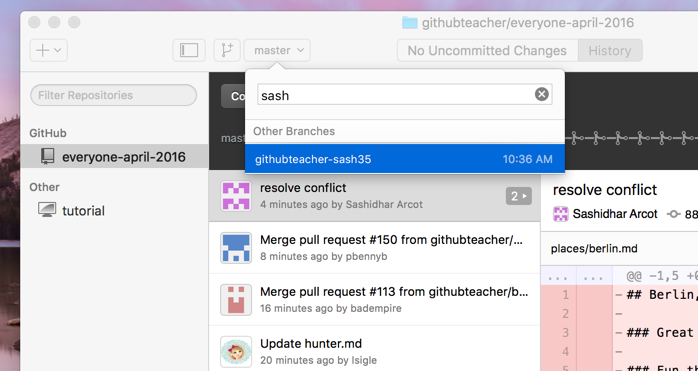 githubteacher/everyone-april-2016
master
No Uncommitted Changes
History
Filter Repositories
GitHub
everyone-april-2016
Other
tutorial
sash
Other Branches
githubteacher-sash35
10:36 AM
Co
mas
resolve conflict
4 minutes ago by Sashidhar Arcot
2
Merge pull request #150 from githubteacher/...
8 minutes ago by pbennyb
Merge pull request #113 from githubteacher/b...
16 minutes ago by badempire
Update hunter.md
20 minutes ago by lsigle
resolve conflict
Sashidhar Arcot
88
places/berlin.md
... ... @@ -1,5 +0
1 -## Berlin,
2 -
3 -### Great
4 -
5 -### Fun th